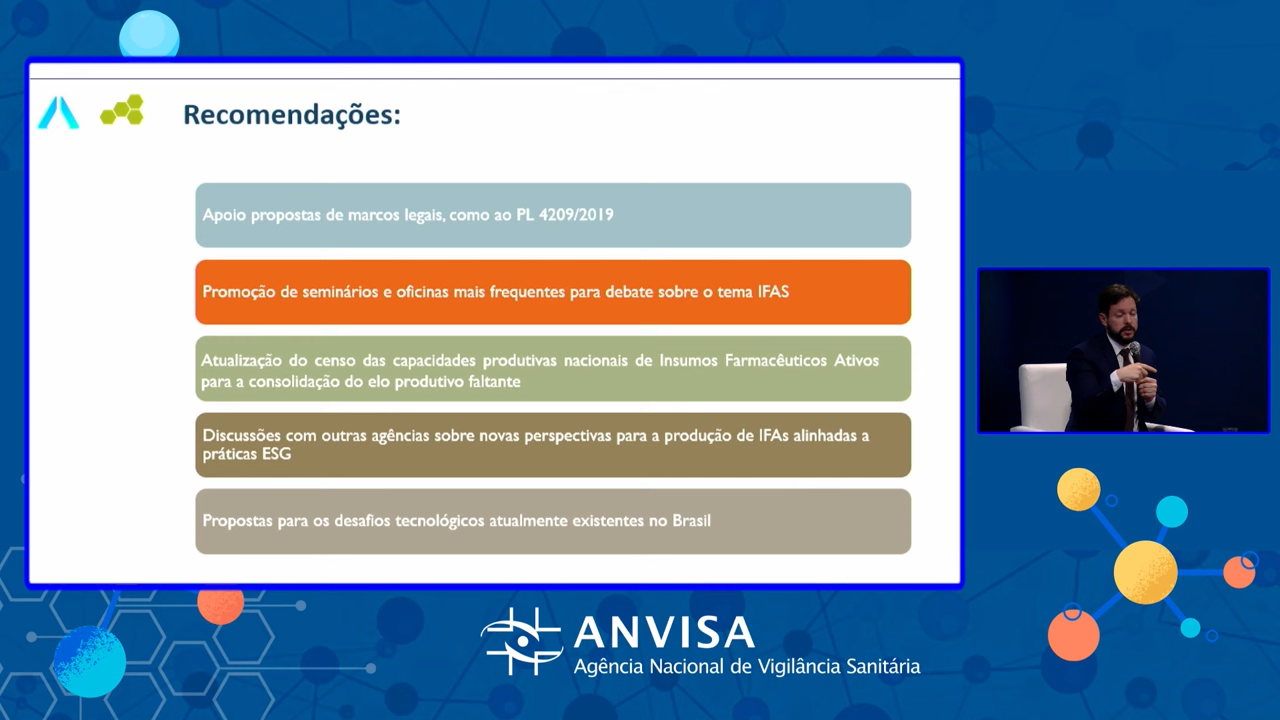 Recomendações:
Apoio propostas de marcos legais, como ao PL 4209/2019
Promoção de seminários e oficinas mais frequentes para debate sobre o tema IFAS
Atualização do censo das capacidades produtivas nacionais de Insumos Farmacêuticos Ativos
para a consolidação do elo produtivo faltante
Discussões com outras agências sobre novas perspectivas para a produção de IFAs alinhadas a
práticas ESG
Propostas para os desafios tecnológicos atualmente existentes no Brasil
ANVISA
Agência Nacional de Vigilância Sanitária